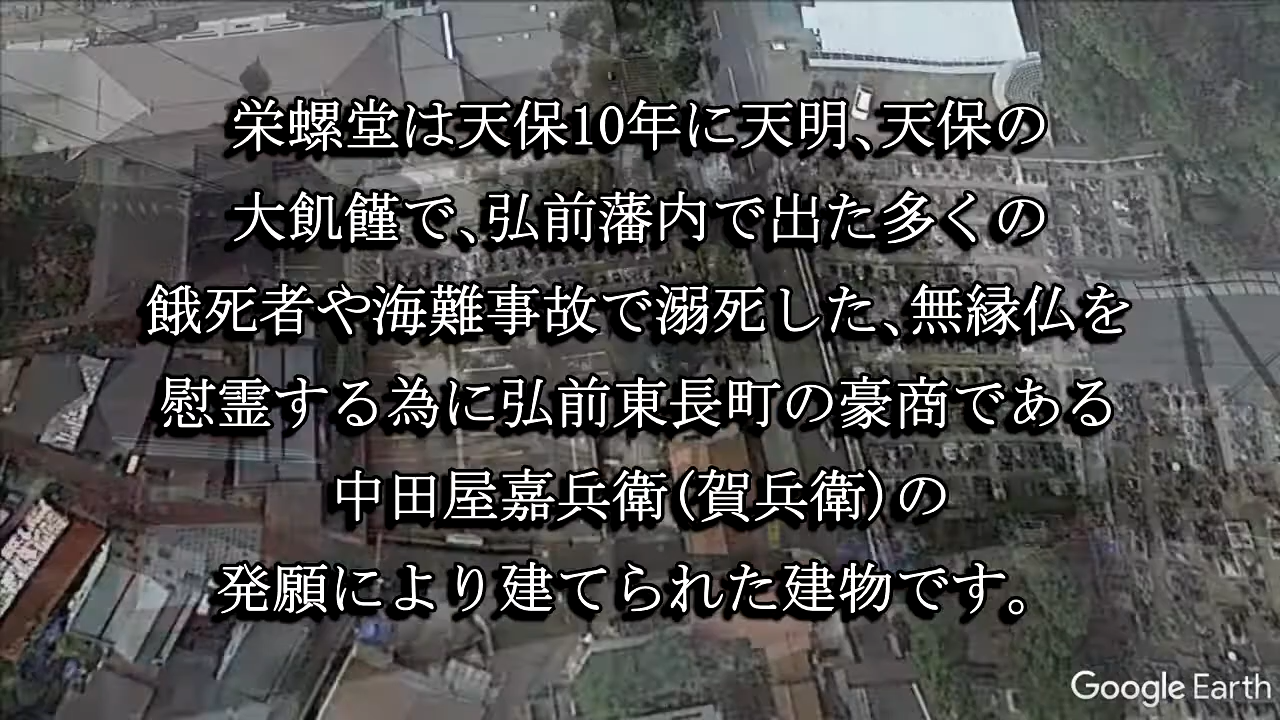 栄螺堂は天保10年に天明、天保の
大飢饉で、弘前藩内で出た多くの
餓死者や海難事故で溺死した、無縁仏を
慰霊する為に弘前東長町の豪商である
中田屋嘉兵衛(賀兵衛)の
発願により建てられた建物です。
Google Earth